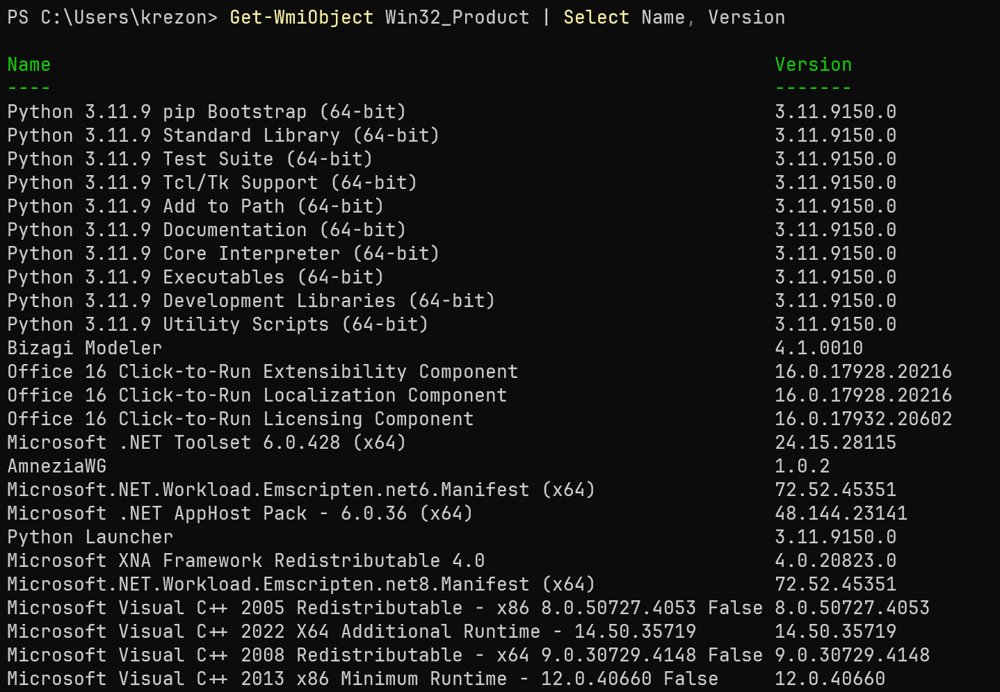 PS C:\Users\krezon> Get-WmiObject Win32_Product | Select Name, Version
Name Version
---- -------
Python 3.11.9 pip Bootstrap (64-bit) 3.11.9150.0
Python 3.11.9 Standard Library (64-bit) 3.11.9150.0
Python 3.11.9 Test Suite (64-bit) 3.11.9150.0
Python 3.11.9 Tcl/Tk Support (64-bit) 3.11.9150.0
Python 3.11.9 Add to Path (64-bit) 3.11.9150.0
Python 3.11.9 Documentation (64-bit) 3.11.9150.0
Python 3.11.9 Core Interpreter (64-bit) 3.11.9150.0
Python 3.11.9 Executables (64-bit) 3.11.9150.0
Python 3.11.9 Development Libraries (64-bit) 3.11.9150.0
Python 3.11.9 Utility Scripts (64-bit) 3.11.9150.0
Bizagi Modeler 4.1.0010
Office 16 Click-to-Run Extensibility Component 16.0.17928.20216
Office 16 Click-to-Run Localization Component 16.0.17928.20216
Office 16 Click-to-Run Licensing Component 16.0.17932.20602
Microsoft .NET Toolset 6.0.428 (x64) 24.15.28115
AmneziaWG 1.0.2
Microsoft.NET.Workload.Emscripten.net6.Manifest (x64) 72.52.45351
Microsoft .NET AppHost Pack - 6.0.36 (x64) 48.144.23141
Python Launcher 3.11.9150.0
Microsoft XNA Framework Redistributable 4.0 4.0.20823.0
Microsoft.NET.Workload.Emscripten.net8.Manifest (x64) 72.52.45351
Microsoft Visual C++ 2005 Redistributable - x86 8.0.50727.4053 False 8.0.50727.4053
Microsoft Visual C++ 2022 X64 Additional Runtime - 14.50.35719 14.50.35719
Microsoft Visual C++ 2008 Redistributable - x64 9.0.30729.4148 False 9.0.30729.4148
Microsoft Visual C++ 2013 x86 Minimum Runtime - 12.0.40660 False 12.0.40660